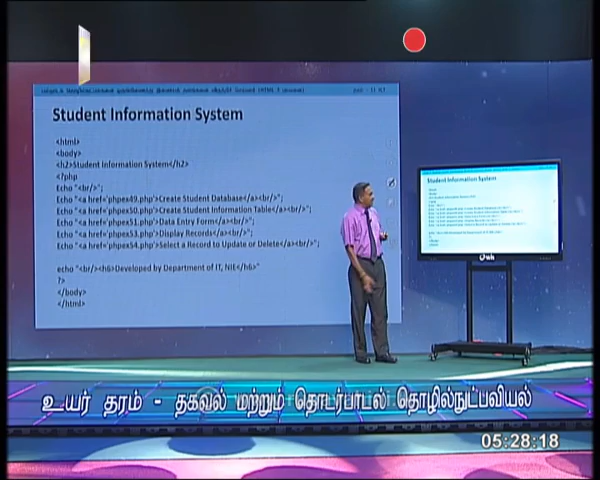 Student Information System
<html>
<body>
<h2>Student Information System</h2>
<?php
Echo "<br/>";
Echo "<a href='phpex49.php'>Create Student Database</a><br/>";
Echo "<a href='phpex50.php'>Create Student Information Table</a><br/>";
Echo "<a href='phpex52.php'>Data Entry Form</a><br/>";
Echo "<a href='phpex53.php'>Display Records</a><br/>";
Echo "<a href='phpex54.php'>Select a Record to Update or Delete</a><br/>";
echo "<br/><h6>Developed by Department of IT, NIE</h6>"
?>
</body>
</html>
Student Information System
உயர் தரம் - தகவல் மற்றும் தொடர்பாடல் தொழில்நுட்பவியல்
05:28:18